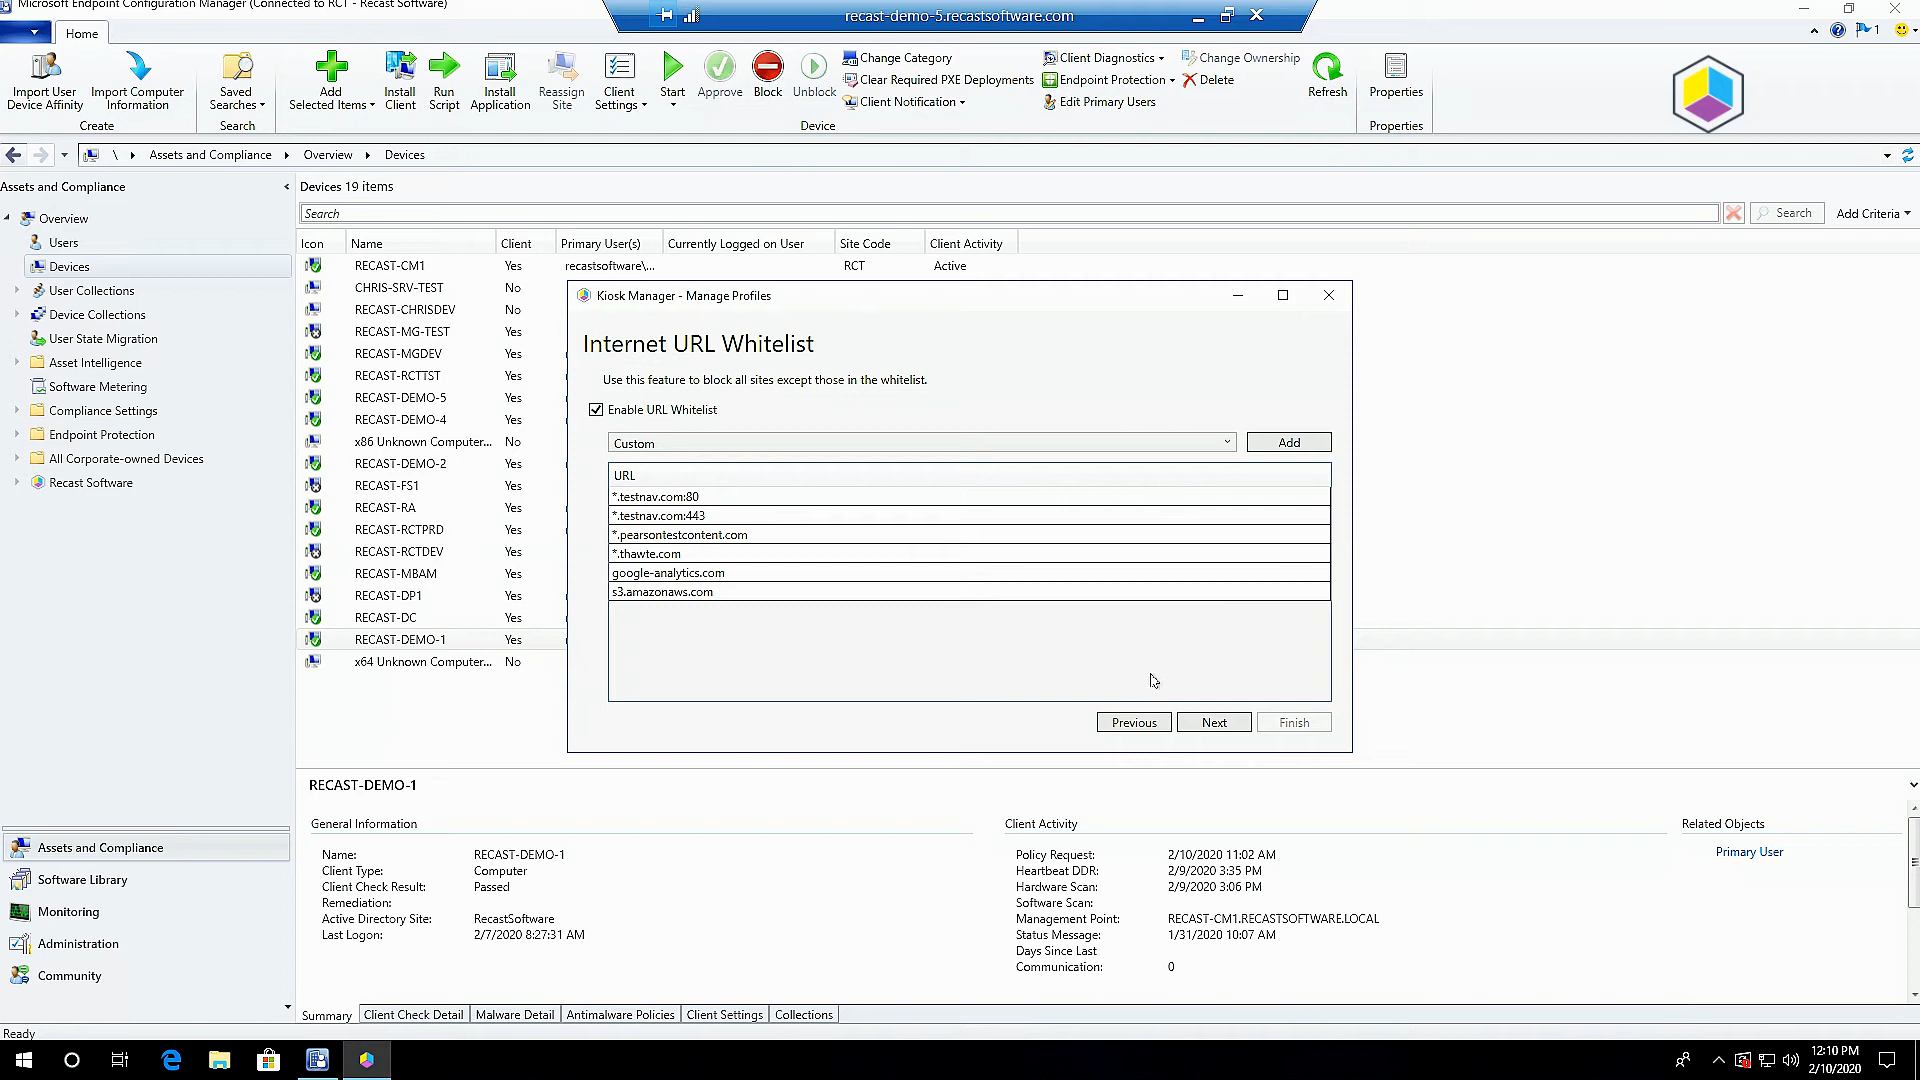 Microsoft Endpoint Configuration Manager (Connected to RCT - Recast Software)
recast-demo-5.recastsoftware.com
Home
1
Import User Device Affinity
Import Computer Information
Create
Saved Searches
Search
Add Selected Items
Install Client
Run Script
Install Application
Reassign Site
Client Settings
Start
Approve
Block
Unblock
Change Category
Clear Required PXE Deployments
Client Notification
Client Diagnostics
Endpoint Protection
Edit Primary Users
Change Ownership
Delete
Device
Refresh
Properties
Properties
\ Assets and Compliance Overview Devices
Assets and Compliance
Overview
Users
Devices
User Collections
Device Collections
User State Migration
Asset Intelligence
Software Metering
Compliance Settings
Endpoint Protection
All Corporate-owned Devices
Recast Software
Assets and Compliance
Software Library
Monitoring
Administration
Community
Devices 19 items
Search
Search
Add Criteria
Icon Name Client Primary User(s) Currently Logged on User Site Code Client Activity
RECAST-CM1 Yes recastsoftware\... RCT Active
CHRIS-SRV-TEST No
RECAST-CHRISDEV No
RECAST-MG-TEST Yes
RECAST-MGDEV Yes
RECAST-RCTTST Yes
RECAST-DEMO-5 Yes
RECAST-DEMO-4 Yes
x86 Unknown Computer... No
RECAST-DEMO-2 Yes
RECAST-FS1 Yes
RECAST-RA Yes
RECAST-RCTPRD Yes
RECAST-RCTDEV Yes
RECAST-MBAM Yes
RECAST-DP1 Yes
RECAST-DC Yes
RECAST-DEMO-1 Yes
x64 Unknown Computer... No
Kiosk Manager - Manage Profiles
Internet URL Whitelist
Use this feature to block all sites except those in the whitelist.
Enable URL Whitelist
Custom
Add
URL
*.testnav.com:80
*.testnav.com:443
*.pearsontestcontent.com
*.thawte.com
google-analytics.com
s3.amazonaws.com
Previous
Next
Finish
RECAST-DEMO-1
General Information
Name: RECAST-DEMO-1
Client Type: Computer
Client Check Result: Passed
Remediation:
Active Directory Site: RecastSoftware
Last Logon: 2/7/2020 8:27:31 AM
Client Activity
Policy Request: 2/10/2020 11:02 AM
Heartbeat DDR: 2/9/2020 3:35 PM
Hardware Scan: 2/9/2020 3:06 PM
Software Scan:
Management Point: RECAST-CM1.RECASTSOFTWARE.LOCAL
Status Message: 1/31/2020 10:07 AM
Days Since Last
Communication: 0
Related Objects
Primary User
Summary
Client Check Detail
Malware Detail
Antimalware Policies
Client Settings
Collections
Ready
12:10 PM
2/10/2020